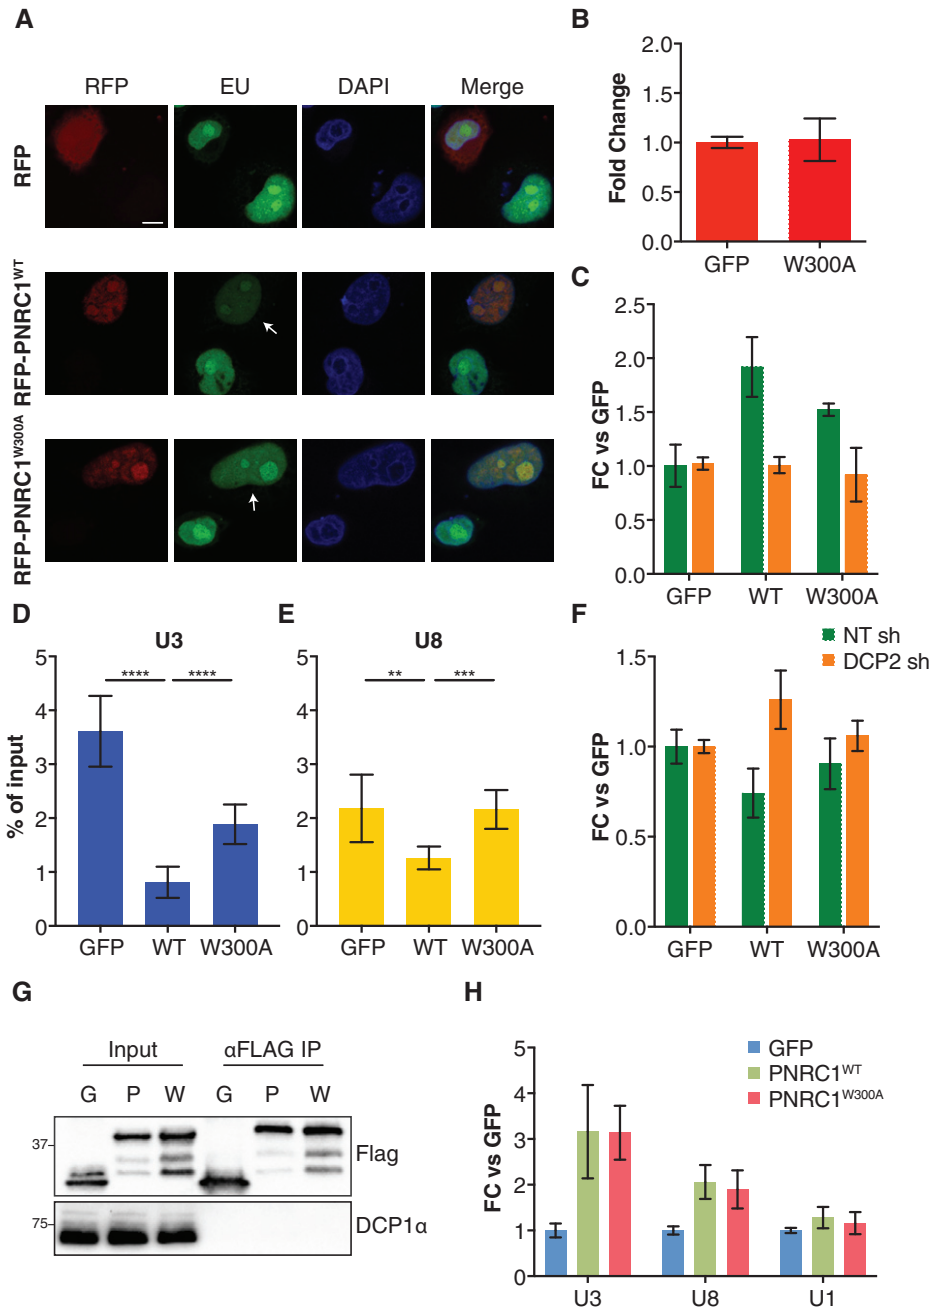 A
RFP EU DAPI Merge
RFP
RFP-PNRC1WT
RFP-PNRC1W300A
B
Fold Change
2.0
1.5
1.0
0.5
0.0
GFP W300A
C
FC vs GFP
2.5
2.0
1.5
1.0
0.5
0.0
GFP WT W300A
D
U3
% of input
5
4
3
2
1
0
**** ****
GFP WT W300A
E
U8
5
4
3
2
1
0
** ***
GFP WT W300A
F
NT sh
DCP2 sh
FC vs GFP
1.5
1.0
0.5
0.0
GFP WT W300A
G
Input αFLAG IP
G P W G P W
37
Flag
75
DCP1α
H
GFP
PNRC1WT
PNRC1W300A
FC vs GFP
5
4
3
2
1
0
U3 U8 U1